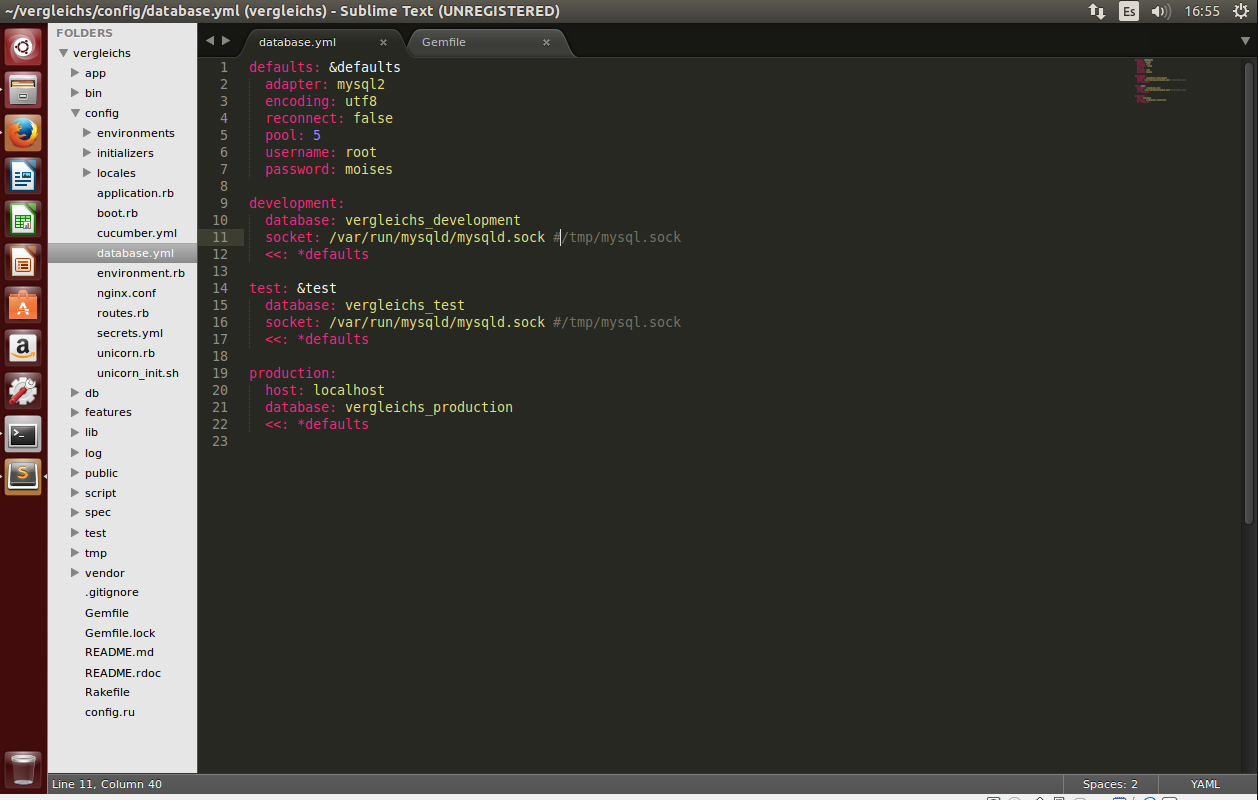 ~/vergleichs/config/database.yml (vergleichs) - Sublime Text (UNREGISTERED)
Es
16:55
FOLDERS
vergleichs
app
bin
config
environments
initializers
locales
application.rb
boot.rb
cucumber.yml
database.yml
environment.rb
nginx.conf
routes.rb
secrets.yml
unicorn.rb
unicorn_init.sh
db
features
lib
log
public
script
spec
test
tmp
vendor
.gitignore
Gemfile
Gemfile.lock
README.md
README.rdoc
Rakefile
config.ru
database.yml
Gemfile
1 defaults: &defaults
2 adapter: mysql2
3 encoding: utf8
4 reconnect: false
5 pool: 5
6 username: root
7 password: moises
8
9 development:
10 database: vergleichs_development
11 socket: /var/run/mysqld/mysqld.sock #/tmp/mysql.sock
12 <<: *defaults
13
14 test: &test
15 database: vergleichs_test
16 socket: /var/run/mysqld/mysqld.sock #/tmp/mysql.sock
17 <<: *defaults
18
19 production:
20 host: localhost
21 database: vergleichs_production
22 <<: *defaults
23
Line 11, Column 40
Spaces: 2
YAML